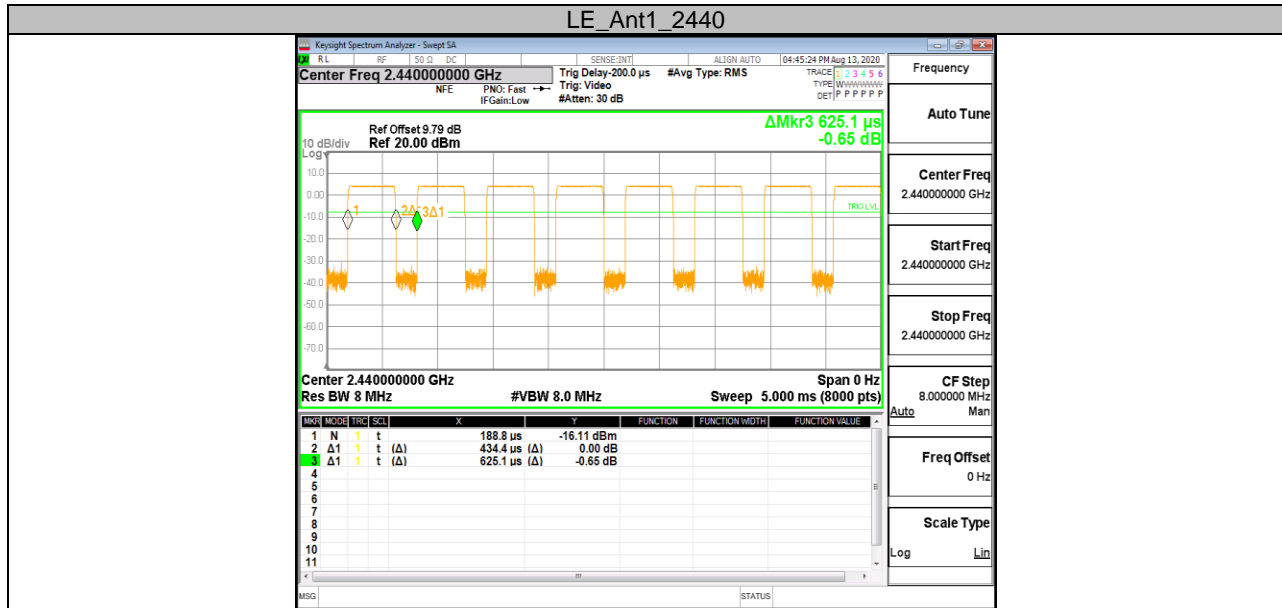 LE_Ant1_2440
Keysight Spectrum Analyzer - Swept SA
RL RF 50 Ω DC SENSE:INT ALIGN AUTO 04:45:24 PM Aug 13, 2020
Center Freq 2.440000000 GHz
NFE
PNO: Fast
IFGain:Low
Trig Delay-200.0 µs
Trig: Video
#Atten: 30 dB
#Avg Type: RMS
TRACE 1 2 3 4 5 6
TYPE WWWWWW
DET P P P P P P
ΔMkr3 625.1 µs
-0.65 dB
Ref Offset 9.79 dB
10 dB/div Ref 20.00 dBm
Log
10.0
0.00
-10.0
-20.0
-30.0
-40.0
-50.0
-60.0
-70.0
1 2Δ1 3Δ1
TRIG LVL
Center 2.440000000 GHz Span 0 Hz
Res BW 8 MHz #VBW 8.0 MHz Sweep 5.000 ms (8000 pts)
MKR MODE TRC SCL X Y FUNCTION FUNCTION WIDTH FUNCTION VALUE
1 N 1 t 188.8 µs -16.11 dBm
2 Δ1 1 t (Δ) 434.4 µs (Δ) 0.00 dB
3 Δ1 1 t (Δ) 625.1 µs (Δ) -0.65 dB
4
5
6
7
8
9
10
11
MSG STATUS
Frequency
Auto Tune
Center Freq
2.440000000 GHz
Start Freq
2.440000000 GHz
Stop Freq
2.440000000 GHz
CF Step
8.000000 MHz
Auto Man
Freq Offset
0 Hz
Scale Type
Log Lin